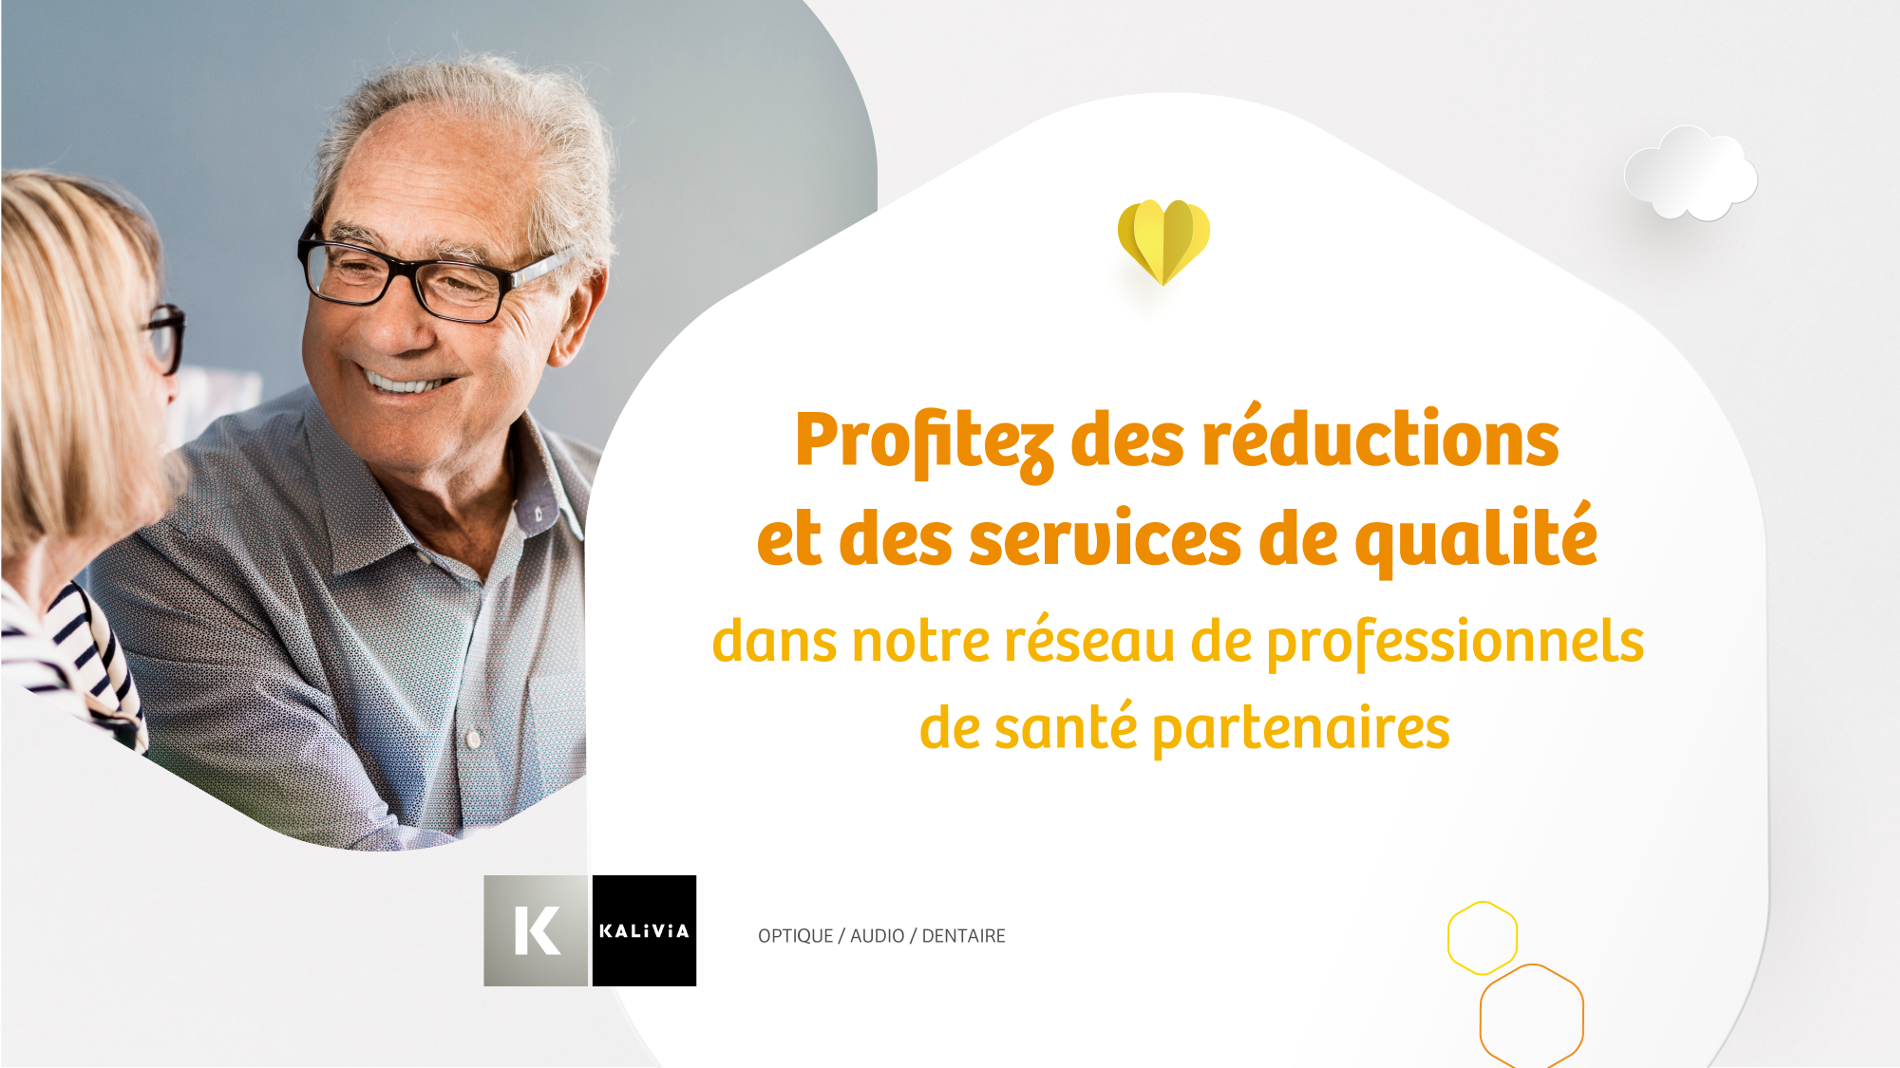 Profitez des réductions
et des services de qualité
dans notre réseau de professionnels
de santé partenaires
K
KALiViA
OPTIQUE / AUDIO / DENTAIRE